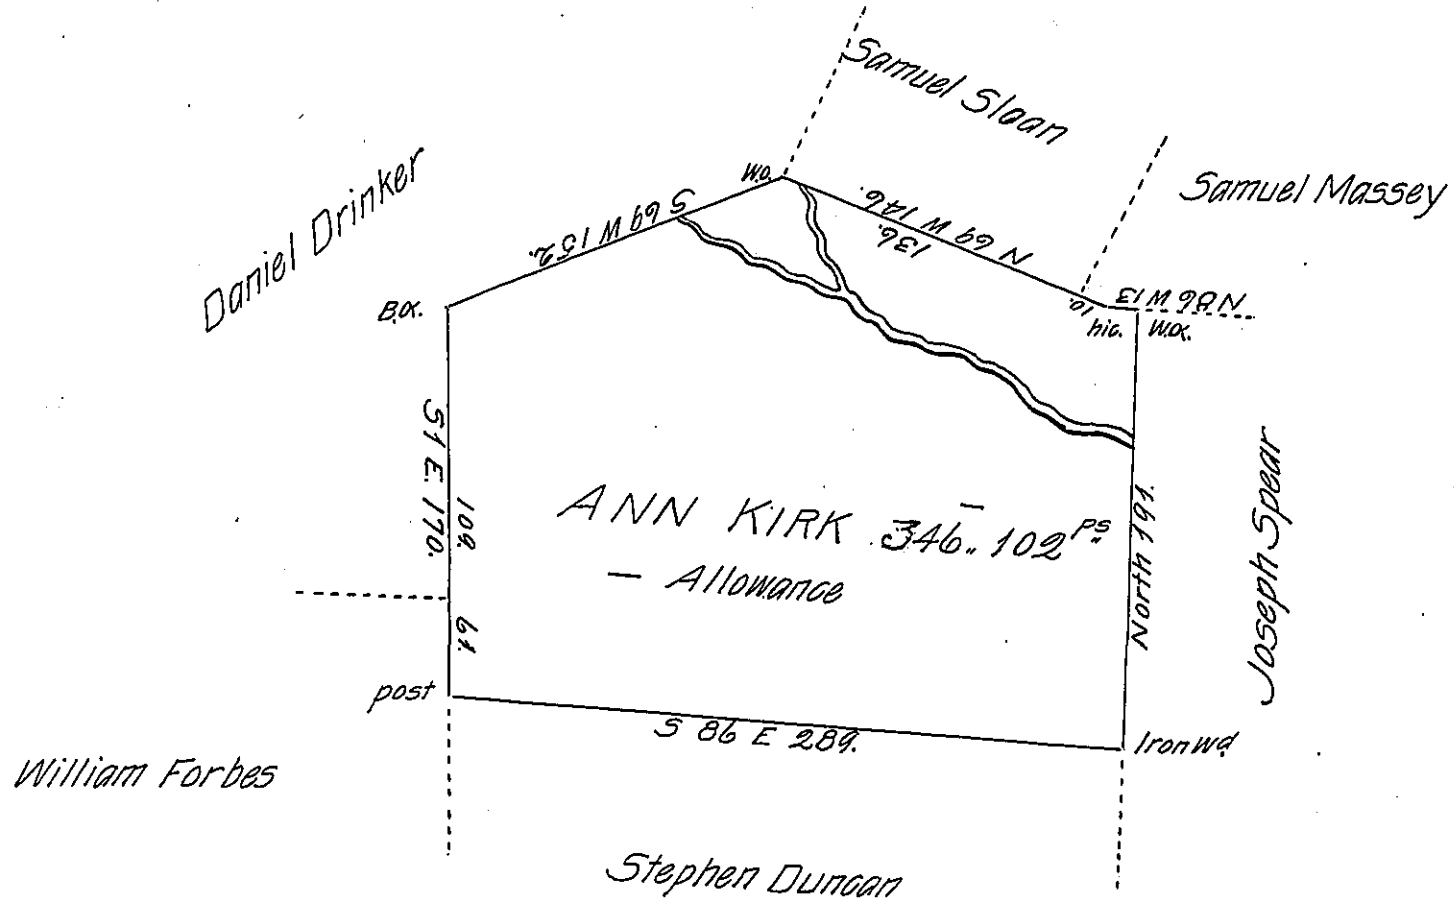 Samuel Sloan
Samuel Massey
Daniel Drinker
W.O.
S 69 W 152.
N 69 W 146.
136.
10.
N 86 W 13
B.O.
hic.
W.O.
S 1 E. 170.
109.
61.
ANN KIRK 346.. 102 ps
— Allowance
North 191.
Joseph Spear
post
S 86 E 289.
Iron wd
William Forbes
Stephen Duncan